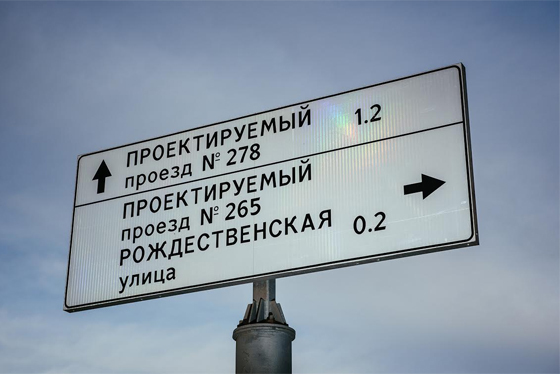 ПРОЕКТИРУЕМЫЙ 1.2
проезд № 278
ПРОЕКТИРУЕМЫЙ
проезд № 265
РОЖДЕСТВЕНСКАЯ 0.2
улица